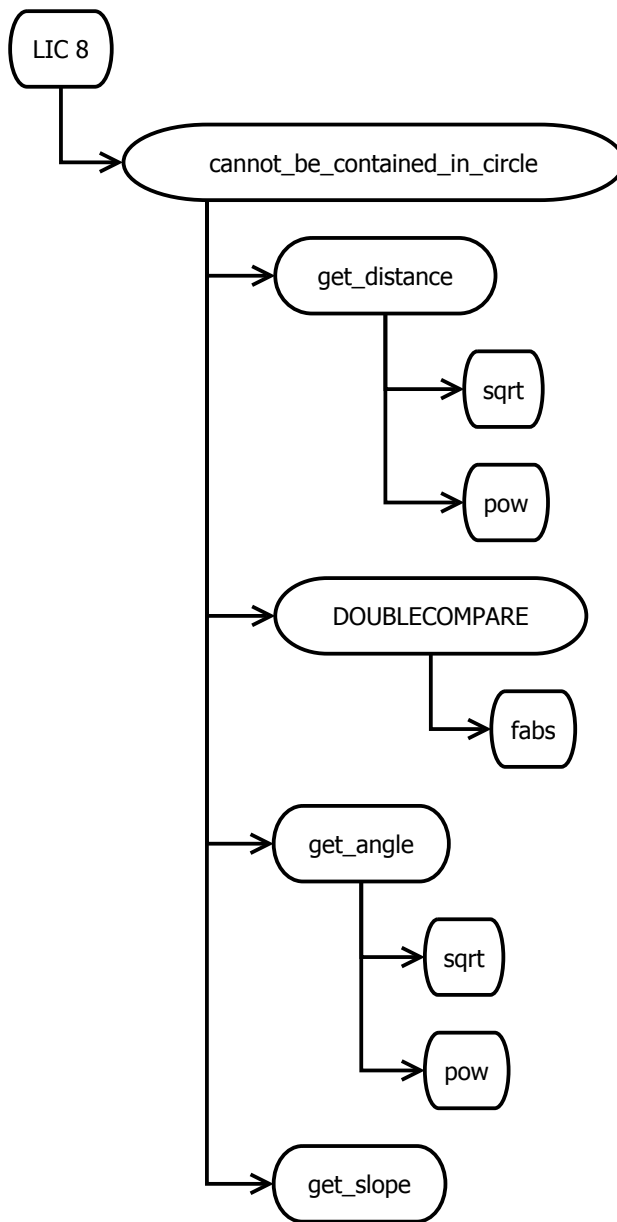 LIC 8
cannot_be_contained_in_circle
get_distance
sqrt
pow
DOUBLECOMPARE
fabs
get_angle
sqrt
pow
get_slope